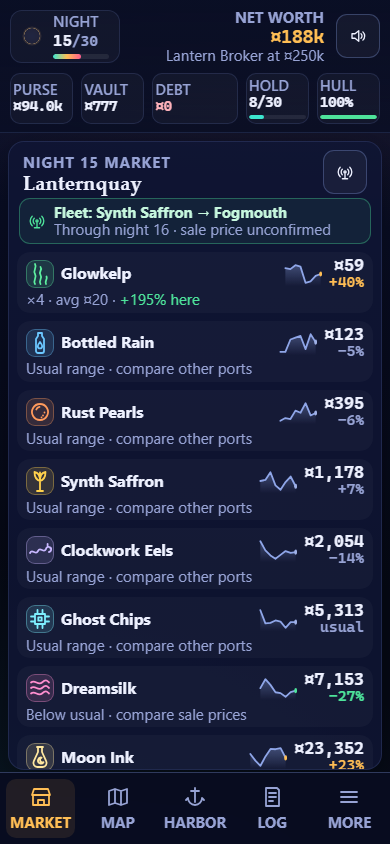 NIGHT
15/30
NET WORTH
¤188k
Lantern Broker at ¤250k
PURSE
¤94.0k
VAULT
¤777
DEBT
¤0
HOLD
8/30
HULL
100%
NIGHT 15 MARKET
Lanternquay
Fleet: Synth Saffron → Fogmouth
Through night 16 · sale price unconfirmed
Glowkelp
¤59
+40%
×4 · avg ¤20 · +195% here
Bottled Rain
¤123
−5%
Usual range · compare other ports
Rust Pearls
¤395
−6%
Usual range · compare other ports
Synth Saffron
¤1,178
+7%
Usual range · compare other ports
Clockwork Eels
¤2,054
−14%
Usual range · compare other ports
Ghost Chips
¤5,313
usual
Usual range · compare other ports
Dreamsilk
¤7,153
−27%
Below usual · compare sale prices
Moon Ink
¤23,352
+23%
MARKET
MAP
HARBOR
LOG
MORE